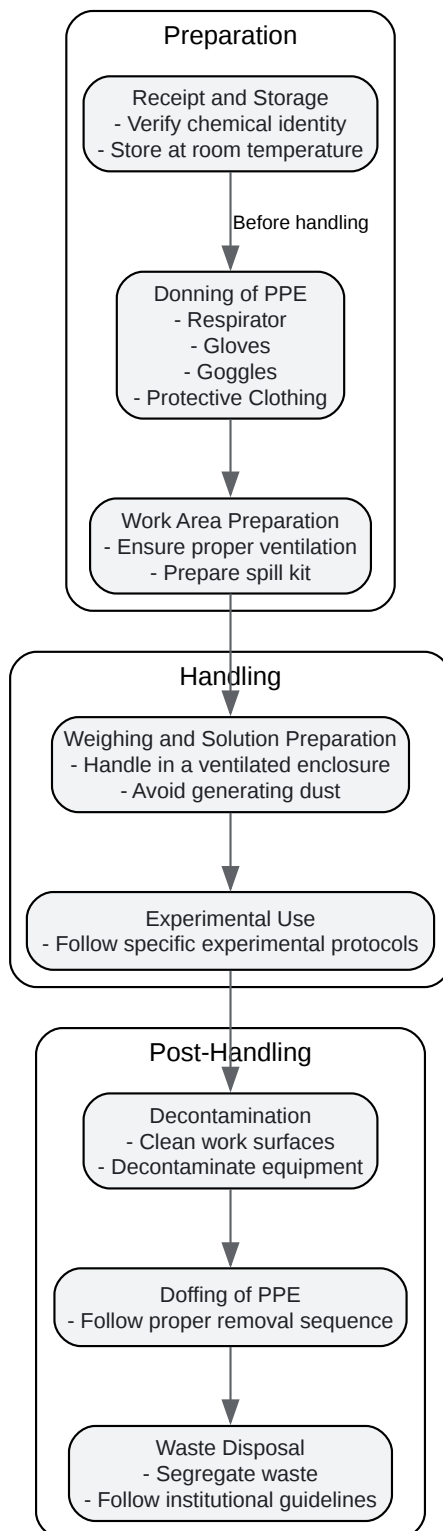 Preparation
Receipt and Storage
- Verify chemical identity
- Store at room temperature
Before handling
Donning of PPE
- Respirator
- Gloves
- Goggles
- Protective Clothing
Work Area Preparation
- Ensure proper ventilation
- Prepare spill kit
Handling
Weighing and Solution Preparation
- Handle in a ventilated enclosure
- Avoid generating dust
Experimental Use
- Follow specific experimental protocols
Post-Handling
Decontamination
- Clean work surfaces
- Decontaminate equipment
Doffing of PPE
- Follow proper removal sequence
Waste Disposal
- Segregate waste
- Follow institutional guidelines